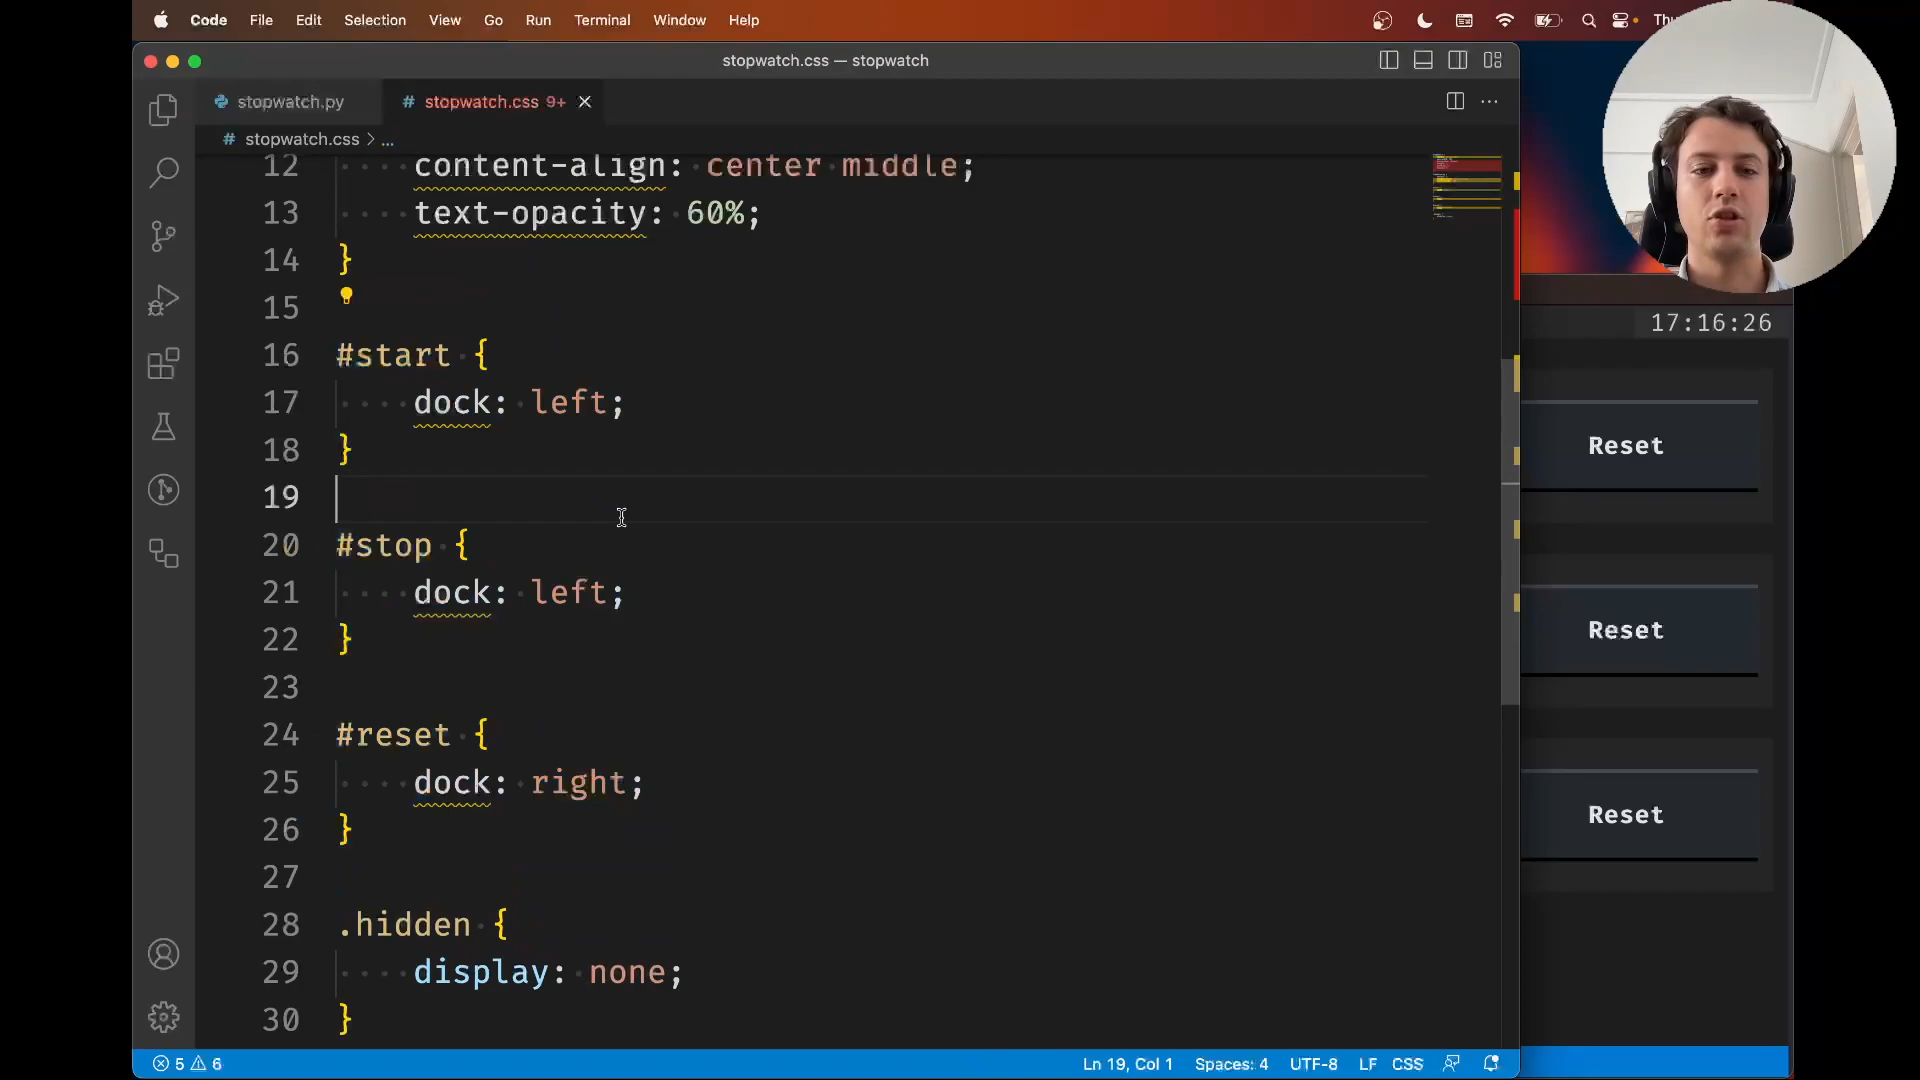 Code File Edit Selection View Go Run Terminal Window Help
stopwatch.css — stopwatch
stopwatch.py
# stopwatch.css 9+
# stopwatch.css > ...
12 content-align: center middle;
13 text-opacity: 60%;
14 }
15
16 #start {
17 dock: left;
18 }
19
20 #stop {
21 dock: left;
22 }
23
24 #reset {
25 dock: right;
26 }
27
28 .hidden {
29 display: none;
30 }
17:16:26
Reset
Reset
Reset
5 6
Ln 19, Col 1 Spaces: 4 UTF-8 LF CSS